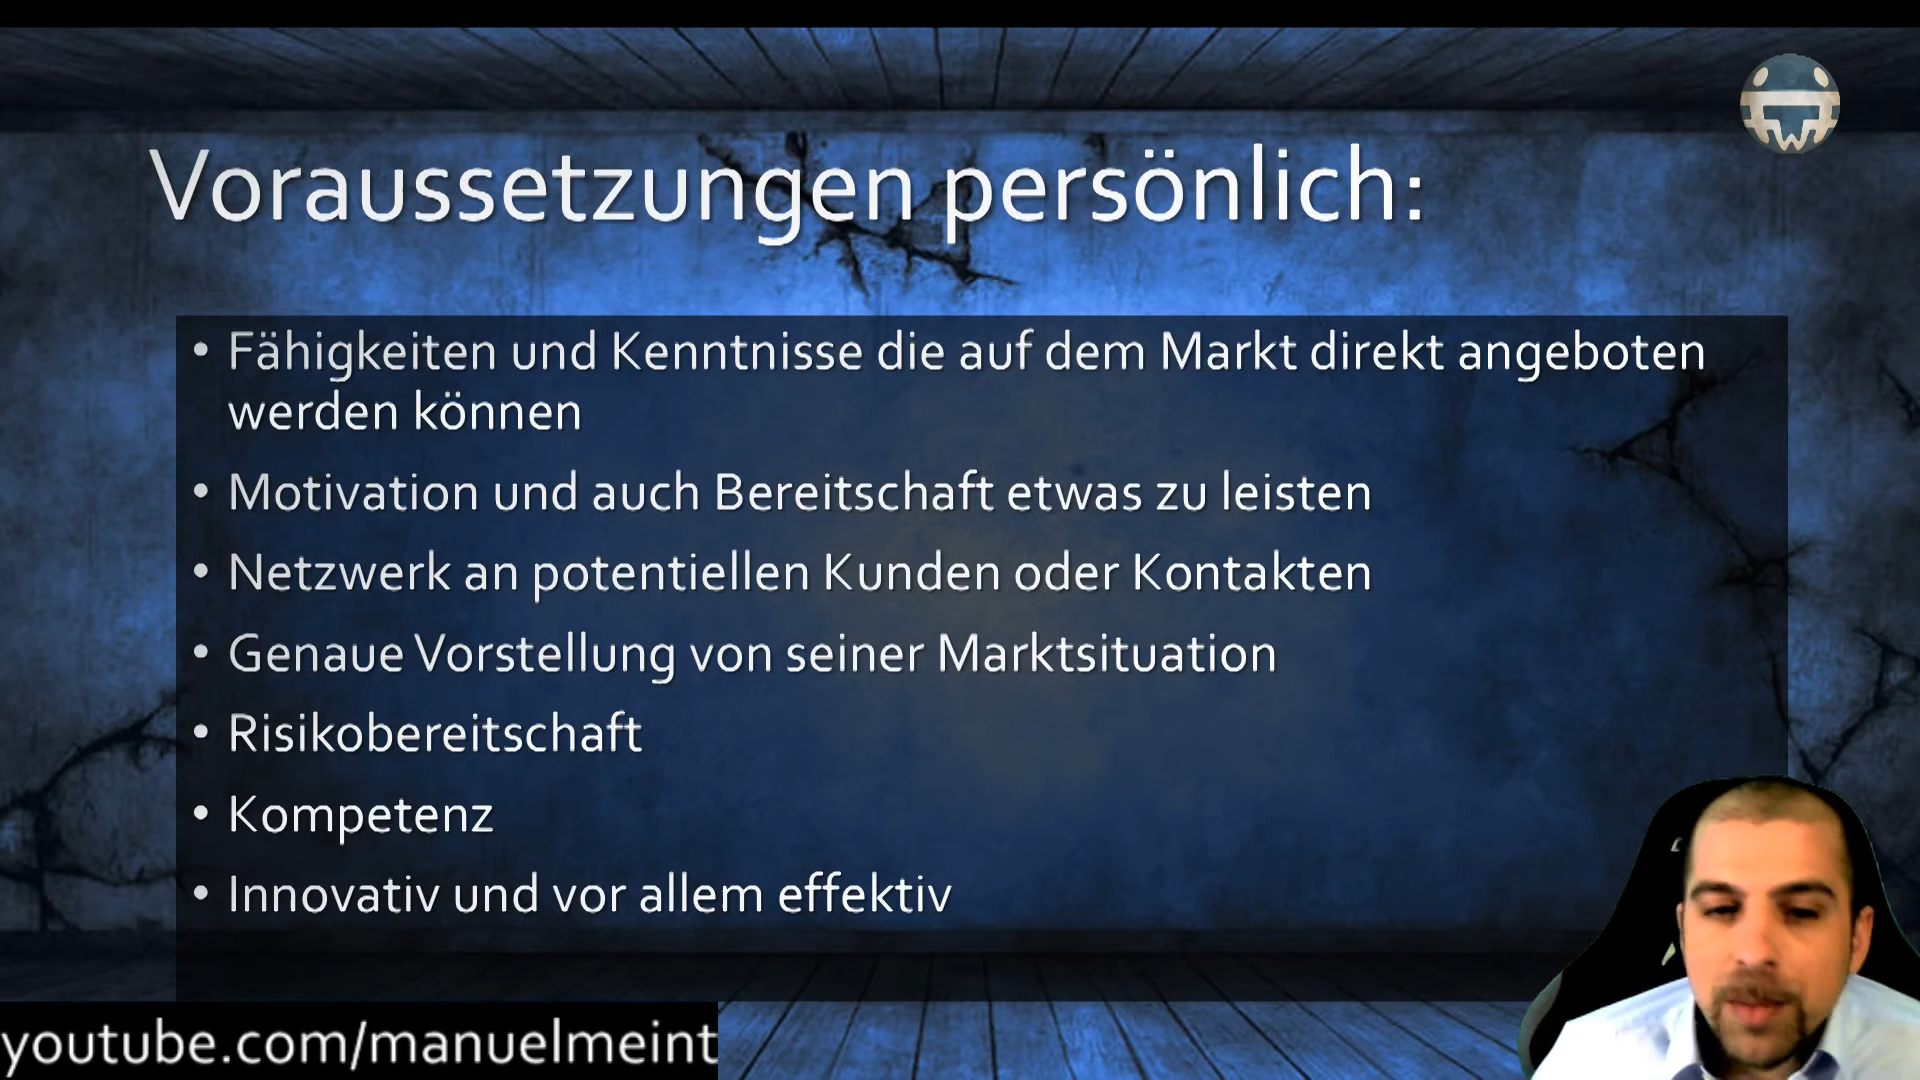 Voraussetzungen persönlich:
• Fähigkeiten und Kenntnisse die auf dem Markt direkt angeboten
werden können
• Motivation und auch Bereitschaft etwas zu leisten
• Netzwerk an potentiellen Kunden oder Kontakten
• Genaue Vorstellung von seiner Marktsituation
• Risikobereitschaft
• Kompetenz
• Innovativ und vor allem effektiv
youtube.com/manuelmeint